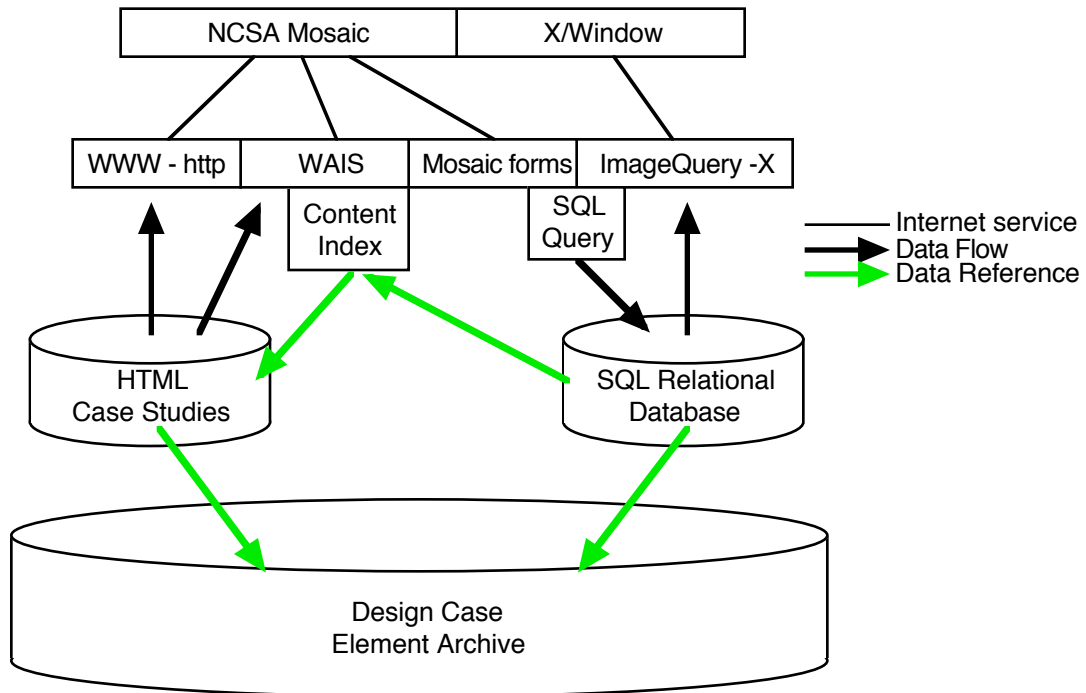 NCSA Mosaic
X/Window
WWW - http
WAIS
Mosaic forms
ImageQuery -X
Content
Index
SQL
Query
Internet service
Data Flow
Data Reference
HTML
Case Studies
SQL Relational
Database
Design Case
Element Archive